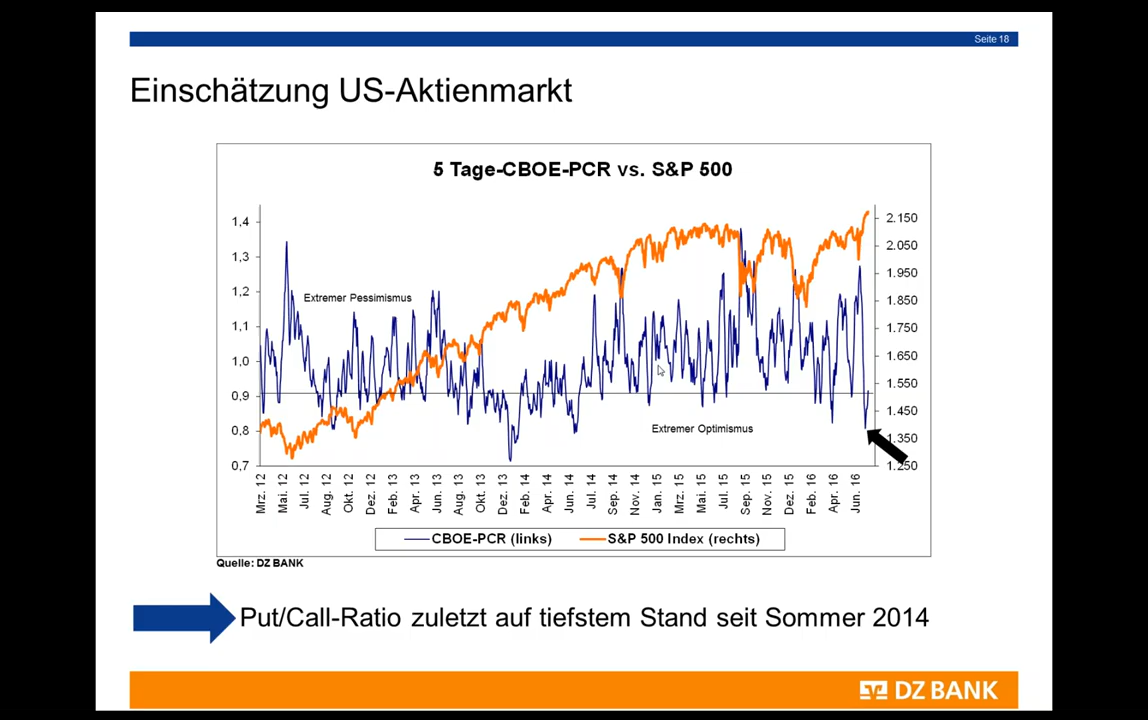 Seite 18
Einschätzung US-Aktienmarkt
5 Tage-CBOE-PCR vs. S&P 500
1,4
1,3
1,2
1,1
1,0
0,9
0,8
0,7
2.150
2.050
1.950
1.850
1.750
1.650
1.550
1.450
1.350
1.250
Extremer Pessimismus
Extremer Optimismus
Mrz. 12
Mai. 12
Jul. 12
Aug. 12
Okt. 12
Dez. 12
Feb. 13
Apr. 13
Jun. 13
Aug. 13
Okt. 13
Dez. 13
Feb. 14
Apr. 14
Jun. 14
Jul. 14
Sep. 14
Nov. 14
Jan. 15
Mrz. 15
Mai. 15
Jul. 15
Sep. 15
Nov. 15
Dez. 15
Feb. 16
Apr. 16
Jun. 16
CBOE-PCR (links)
S&P 500 Index (rechts)
Quelle: DZ BANK
Put/Call-Ratio zuletzt auf tiefstem Stand seit Sommer 2014
DZ BANK